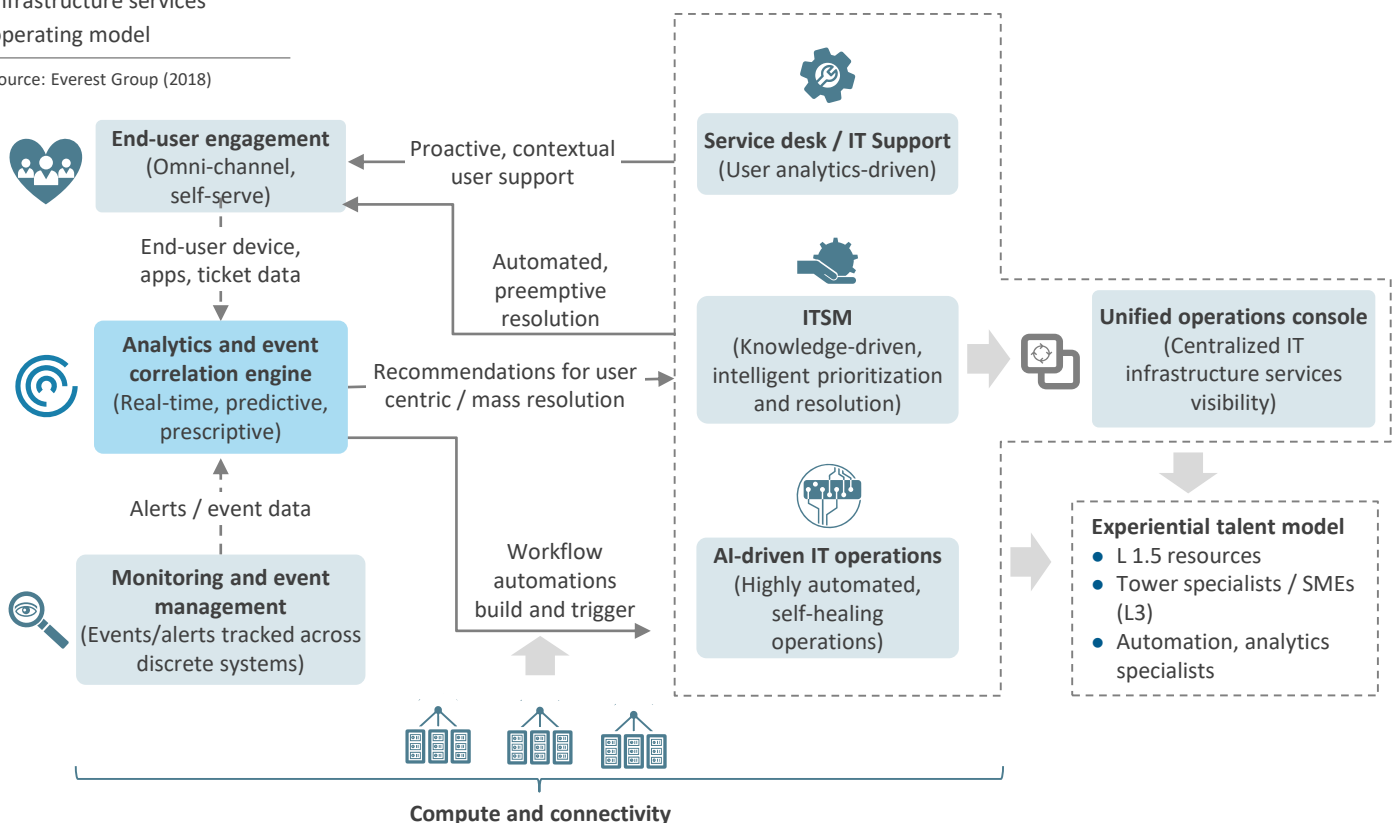 operating model
Source: Everest Group (2018)
End-user engagement
(Omni-channel,
self-serve)
Proactive, contextual
user support
Service desk / IT Support
(User analytics-driven)
End-user device,
apps, ticket data
Automated,
preemptive
resolution
ITSM
(Knowledge-driven,
intelligent prioritization
and resolution)
Unified operations console
(Centralized IT
infrastructure services
visibility)
Analytics and event
correlation engine
(Real-time, predictive,
prescriptive)
Recommendations for user
centric / mass resolution
Alerts / event data
Monitoring and event
management
(Events/alerts tracked across
discrete systems)
Workflow
automations
build and trigger
AI-driven IT operations
(Highly automated,
self-healing
operations)
Experiential talent model
● L 1.5 resources
● Tower specialists / SMEs
(L3)
● Automation, analytics
specialists
Compute and connectivity